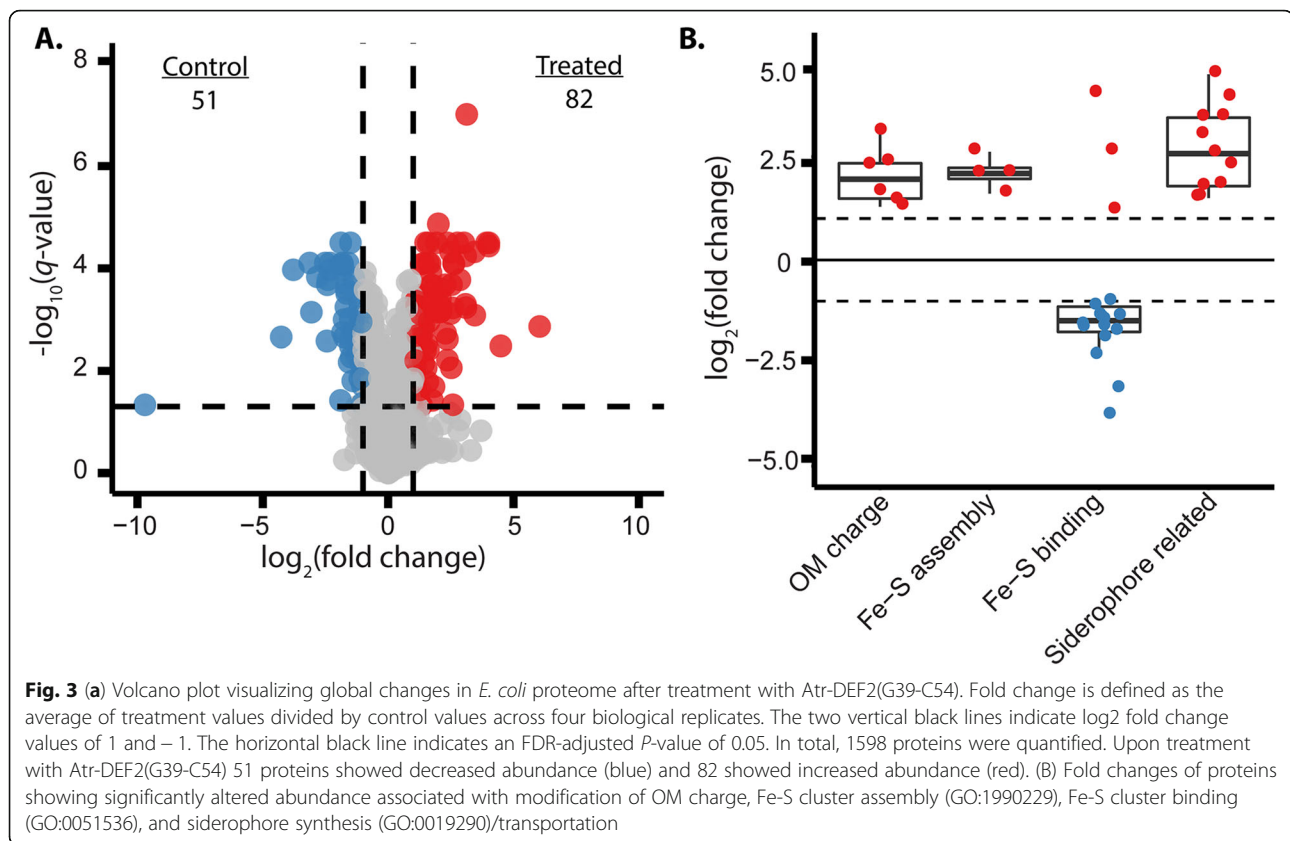 A.
Control
51
Treated
82
8
6
4
2
0
-log10(q-value)
−10
−5
0
5
10
log2(fold change)
B.
5.0
2.5
0
−2.5
−5.0
log2(fold change)
OM charge
Fe−S assembly
Fe−S binding
Siderophore related
Fig. 3 (a) Volcano plot visualizing global changes in E. coli proteome after treatment with Atr-DEF2(G39-C54). Fold change is defined as the
average of treatment values divided by control values across four biological replicates. The two vertical black lines indicate log2 fold change
values of 1 and − 1. The horizontal black line indicates an FDR-adjusted P-value of 0.05. In total, 1598 proteins were quantified. Upon treatment
with Atr-DEF2(G39-C54) 51 proteins showed decreased abundance (blue) and 82 showed increased abundance (red). (B) Fold changes of proteins
showing significantly altered abundance associated with modification of OM charge, Fe-S cluster assembly (GO:1990229), Fe-S cluster binding
(GO:0051536), and siderophore synthesis (GO:0019290)/transportation